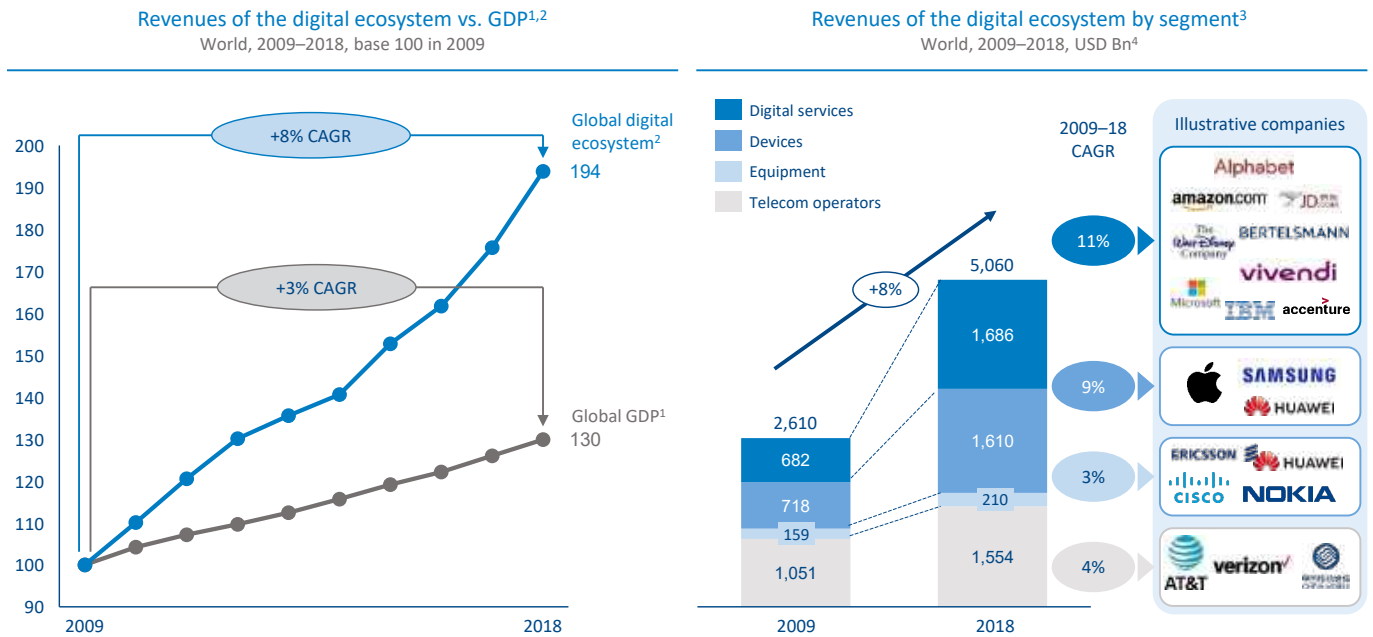 Revenues of the digital ecosystem vs. GDP1,2
World, 2009–2018, base 100 in 2009
+8% CAGR
Global digital
ecosystem2
194
+3% CAGR
Global GDP1
130
200
190
180
170
160
150
140
130
120
110
100
90
2009
2018
Revenues of the digital ecosystem by segment3
World, 2009–2018, USD Bn4
Digital services
Devices
Equipment
Telecom operators
2009–18
CAGR
+8%
2,610
682
718
159
1,051
2009
5,060
1,686
1,610
210
1,554
2018
11%
9%
3%
4%
Illustrative companies
Alphabet
amazon.com
JD
The
Walt Disney
Company
BERTELSMANN
vivendi
Microsoft
IBM
accenture
SAMSUNG
HUAWEI
ERICSSON
HUAWEI
CISCO
NOKIA
AT&T
verizon